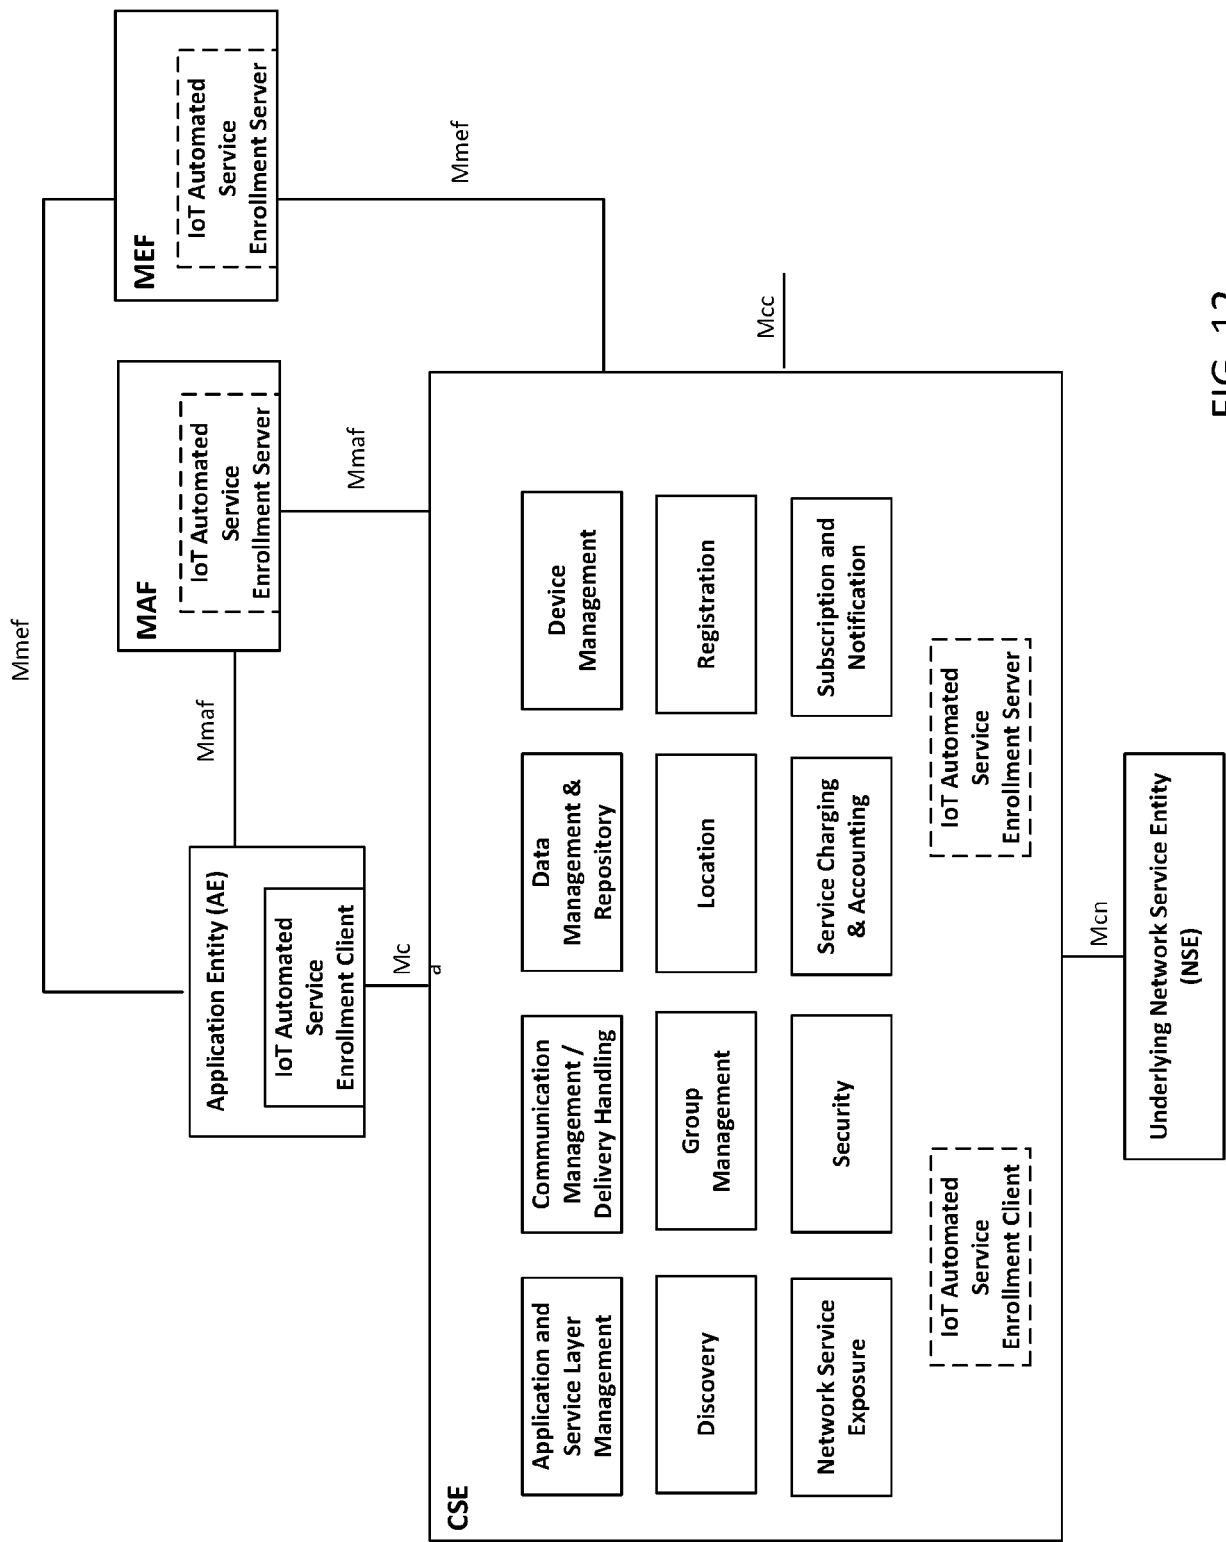 Mmef
Application Entity (AE)
IoT Automated
Service
Enrollment Client
Mmaf
MAF
IoT Automated
Service
Enrollment Server
MEF
IoT Automated
Service
Enrollment Server
Mc
Mmaf
Mmef
CSE
Application and
Service Layer
Management
Communication
Management /
Delivery Handling
Data
Management &
Repository
Device
Management
Discovery
Group
Management
Location
Registration
Mcc
Network Service
Exposure
Security
Service Charging
& Accounting
Subscription and
Notification
IoT Automated
Service
Enrollment Client
IoT Automated
Service
Enrollment Server
Mcn
Underlying Network Service Entity
(NSE)
FIG. 12